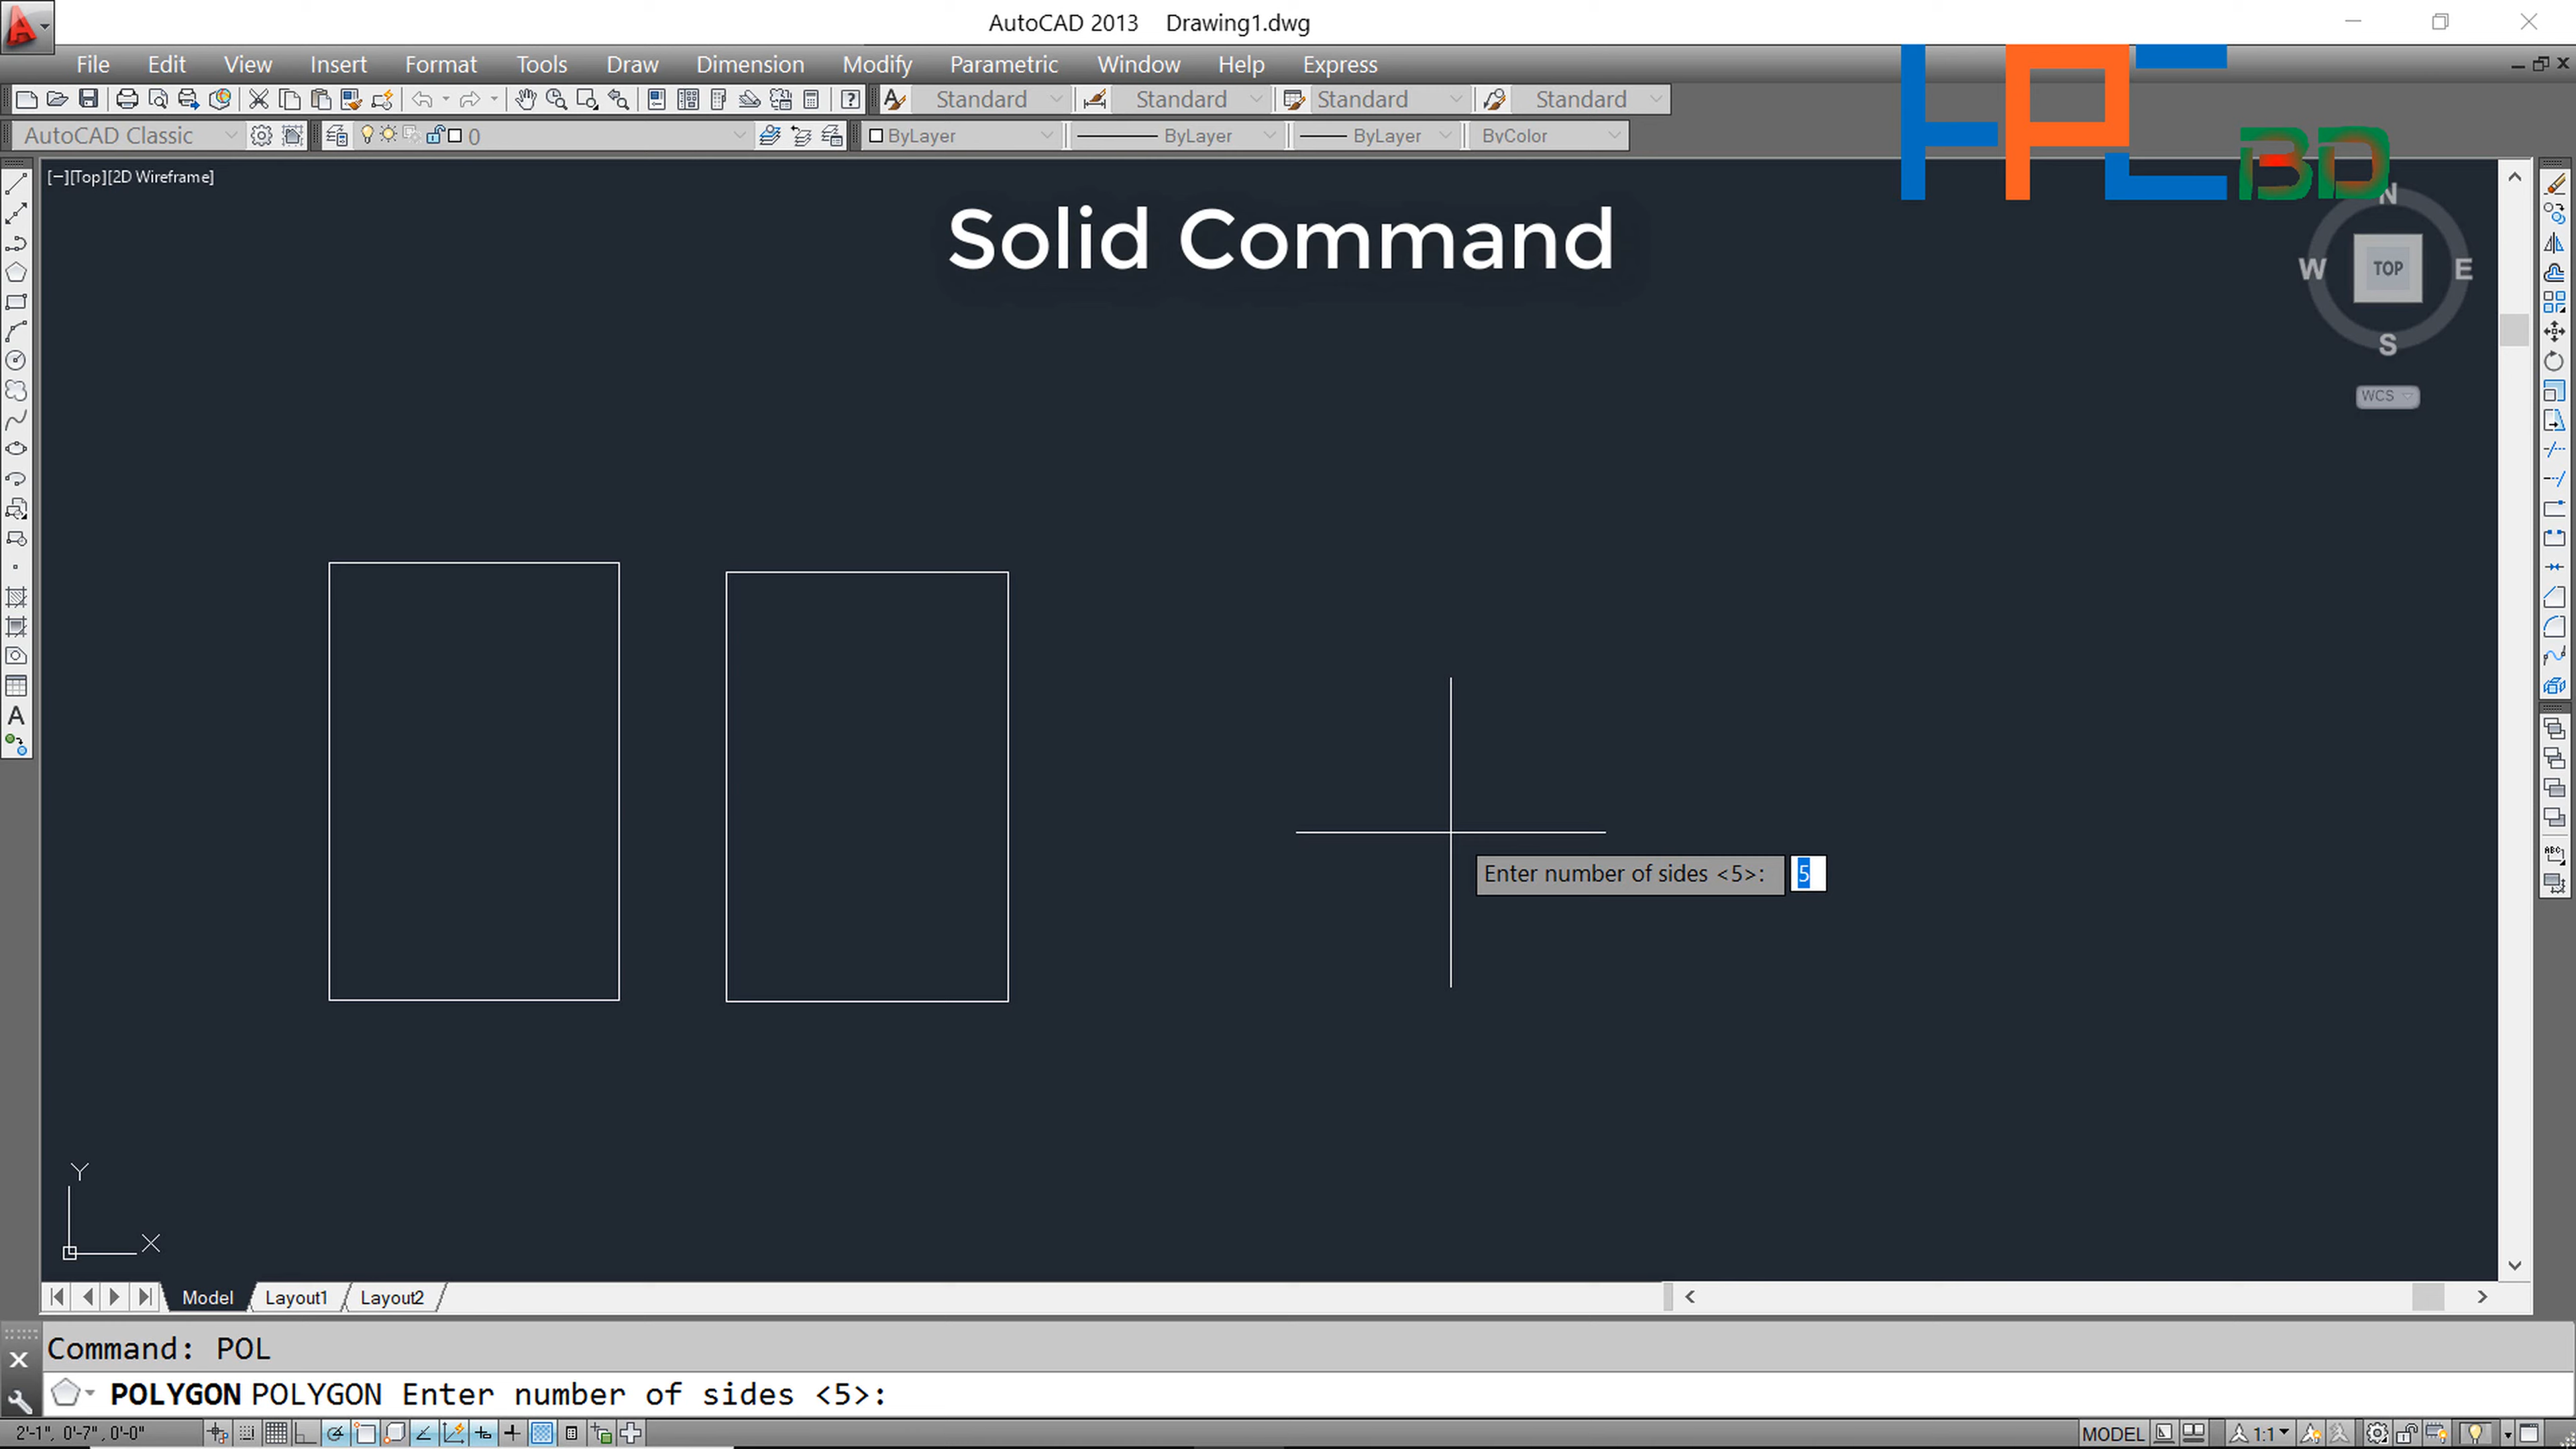 AutoCAD 2013 Drawing1.dwg
File Edit View Insert Format Tools Draw Dimension Modify Parametric Window Help Express
Standard Standard Standard Standard
AutoCAD Classic 0 ByLayer ByLayer ByLayer ByColor
HPC BD
[−][Top][2D Wireframe]
Solid Command
N
W TOP E
S
WCS
Enter number of sides <5>: 5
Y
X
Model Layout1 Layout2
Command: POL
POLYGON POLYGON Enter number of sides <5>:
2'-1", 0'-7", 0'-0" MODEL 1:1